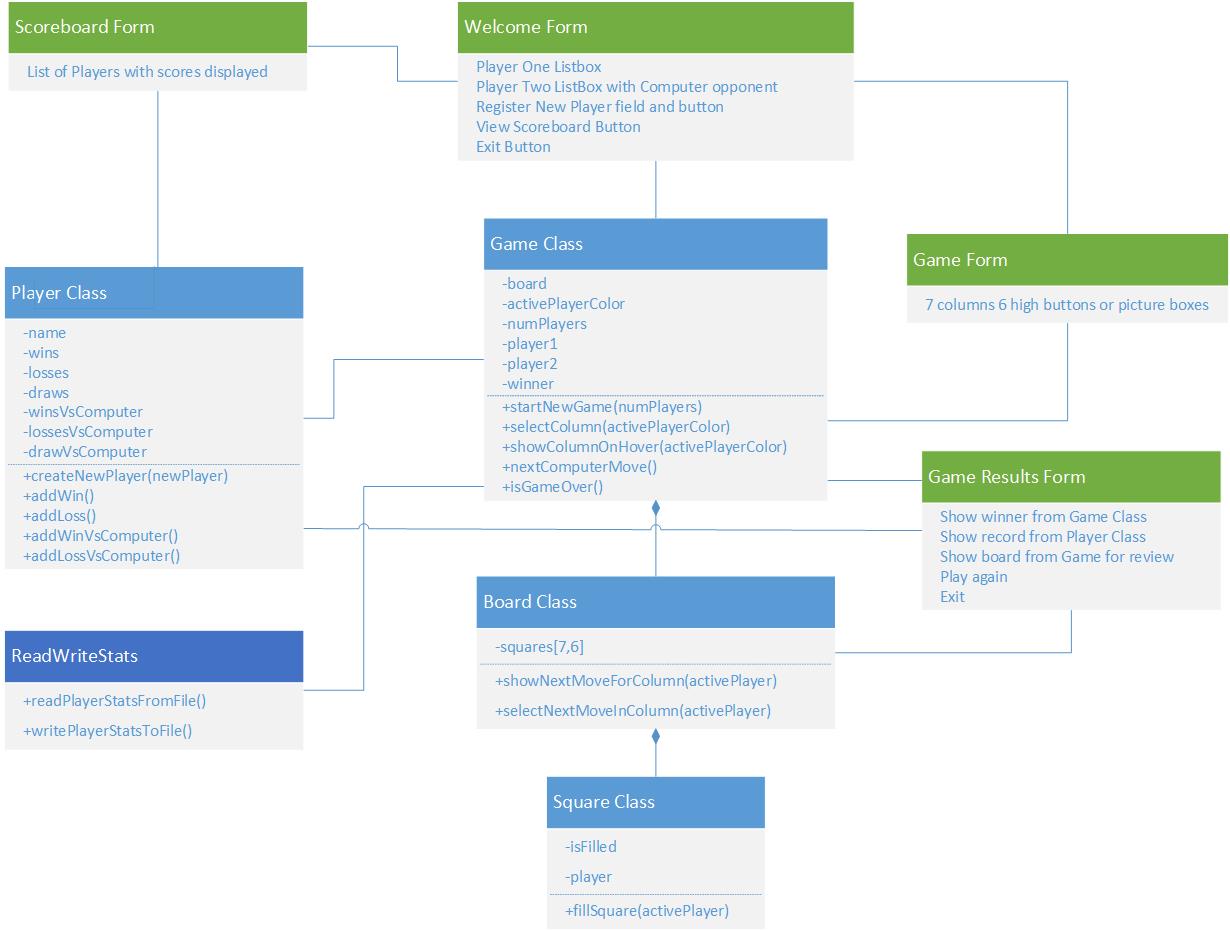 Scoreboard Form
List of Players with scores displayed
Welcome Form
Player One Listbox
Player Two ListBox with Computer opponent
Register New Player field and button
View Scoreboard Button
Exit Button
Game Class
-board
-activePlayerColor
-numPlayers
-player1
-player2
-winner
+startNewGame(numPlayers)
+selectColumn(activePlayerColor)
+showColumnOnHover(activePlayerColor)
+nextComputerMove()
+isGameOver()
Game Form
7 columns 6 high buttons or picture boxes
Player Class
-name
-wins
-losses
-draws
-winsVsComputer
-lossesVsComputer
-drawVsComputer
+createNewPlayer(newPlayer)
+addWin()
+addLoss()
+addWinVsComputer()
+addLossVsComputer()
Game Results Form
Show winner from Game Class
Show record from Player Class
Show board from Game for review
Play again
Exit
Board Class
-squares[7,6]
+showNextMoveForColumn(activePlayer)
+selectNextMoveInColumn(activePlayer)
ReadWriteStats
+readPlayerStatsFromFile()
+writePlayerStatsToFile()
Square Class
-isFilled
-player
+fillSquare(activePlayer)